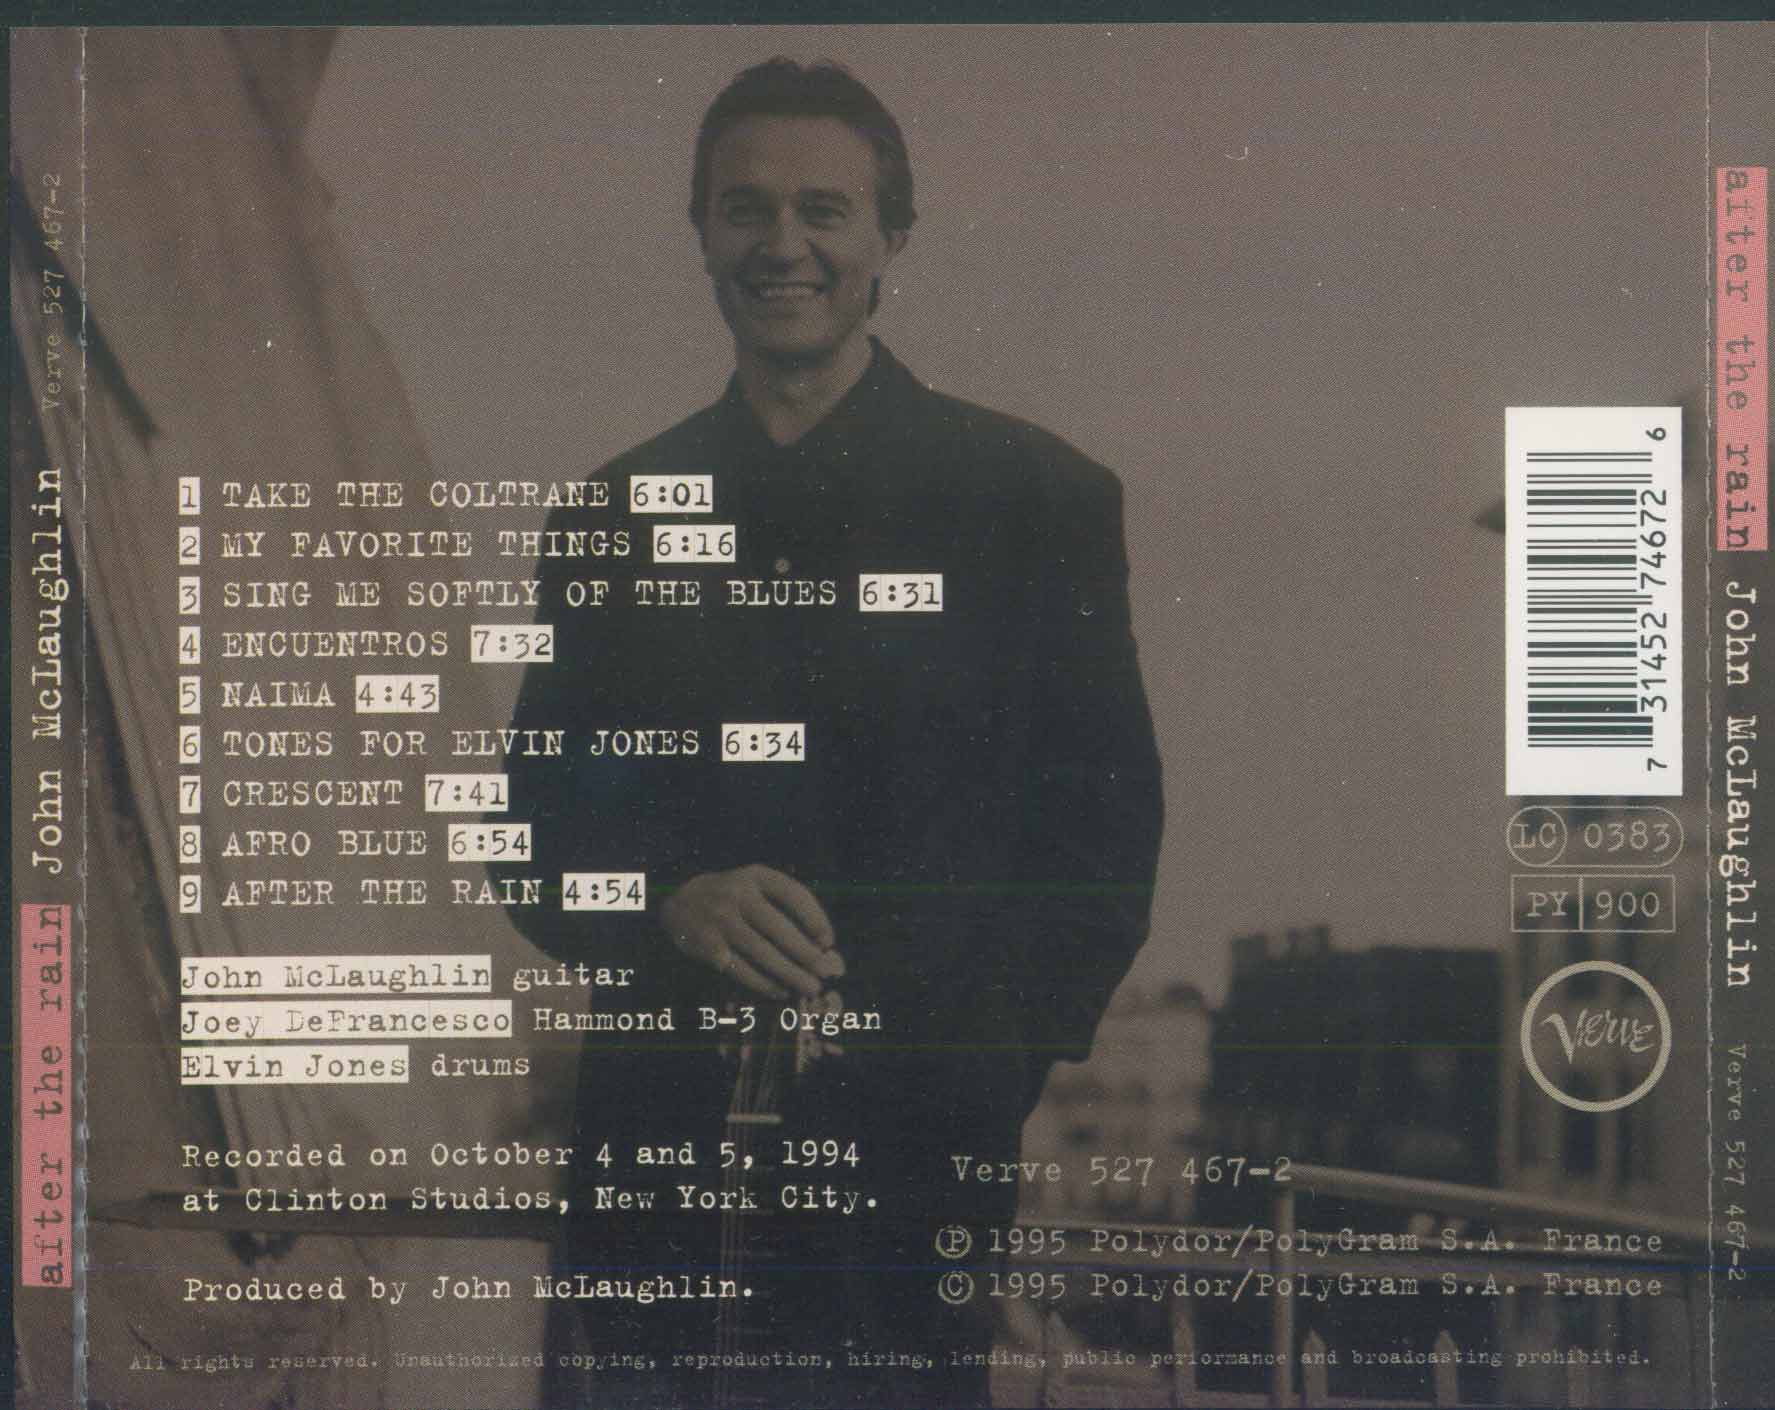 after the rain John McLaughlin Verve 527 467-2
1 TAKE THE COLTRANE 6:01
2 MY FAVORITE THINGS 6:16
3 SING ME SOFTLY OF THE BLUES 6:31
4 ENCUENTROS 7:32
5 NAIMA 4:43
6 TONES FOR ELVIN JONES 6:34
7 CRESCENT 7:41
8 AFRO BLUE 6:54
9 AFTER THE RAIN 4:54
John McLaughlin guitar
Joey DeFrancesco Hammond B-3 Organ
Elvin Jones drums
Recorded on October 4 and 5, 1994
at Clinton Studios, New York City.
Produced by John McLaughlin.
7 31452 74672 6
LC 0383
PY 900
Verve
Verve 527 467-2
Ⓟ 1995 Polydor/PolyGram S.A. France
© 1995 Polydor/PolyGram S.A. France
All rights reserved. Unauthorized copying, reproduction, hiring, lending, public performance and broadcasting prohibited.
after the rain John McLaughlin Verve 527 467-2